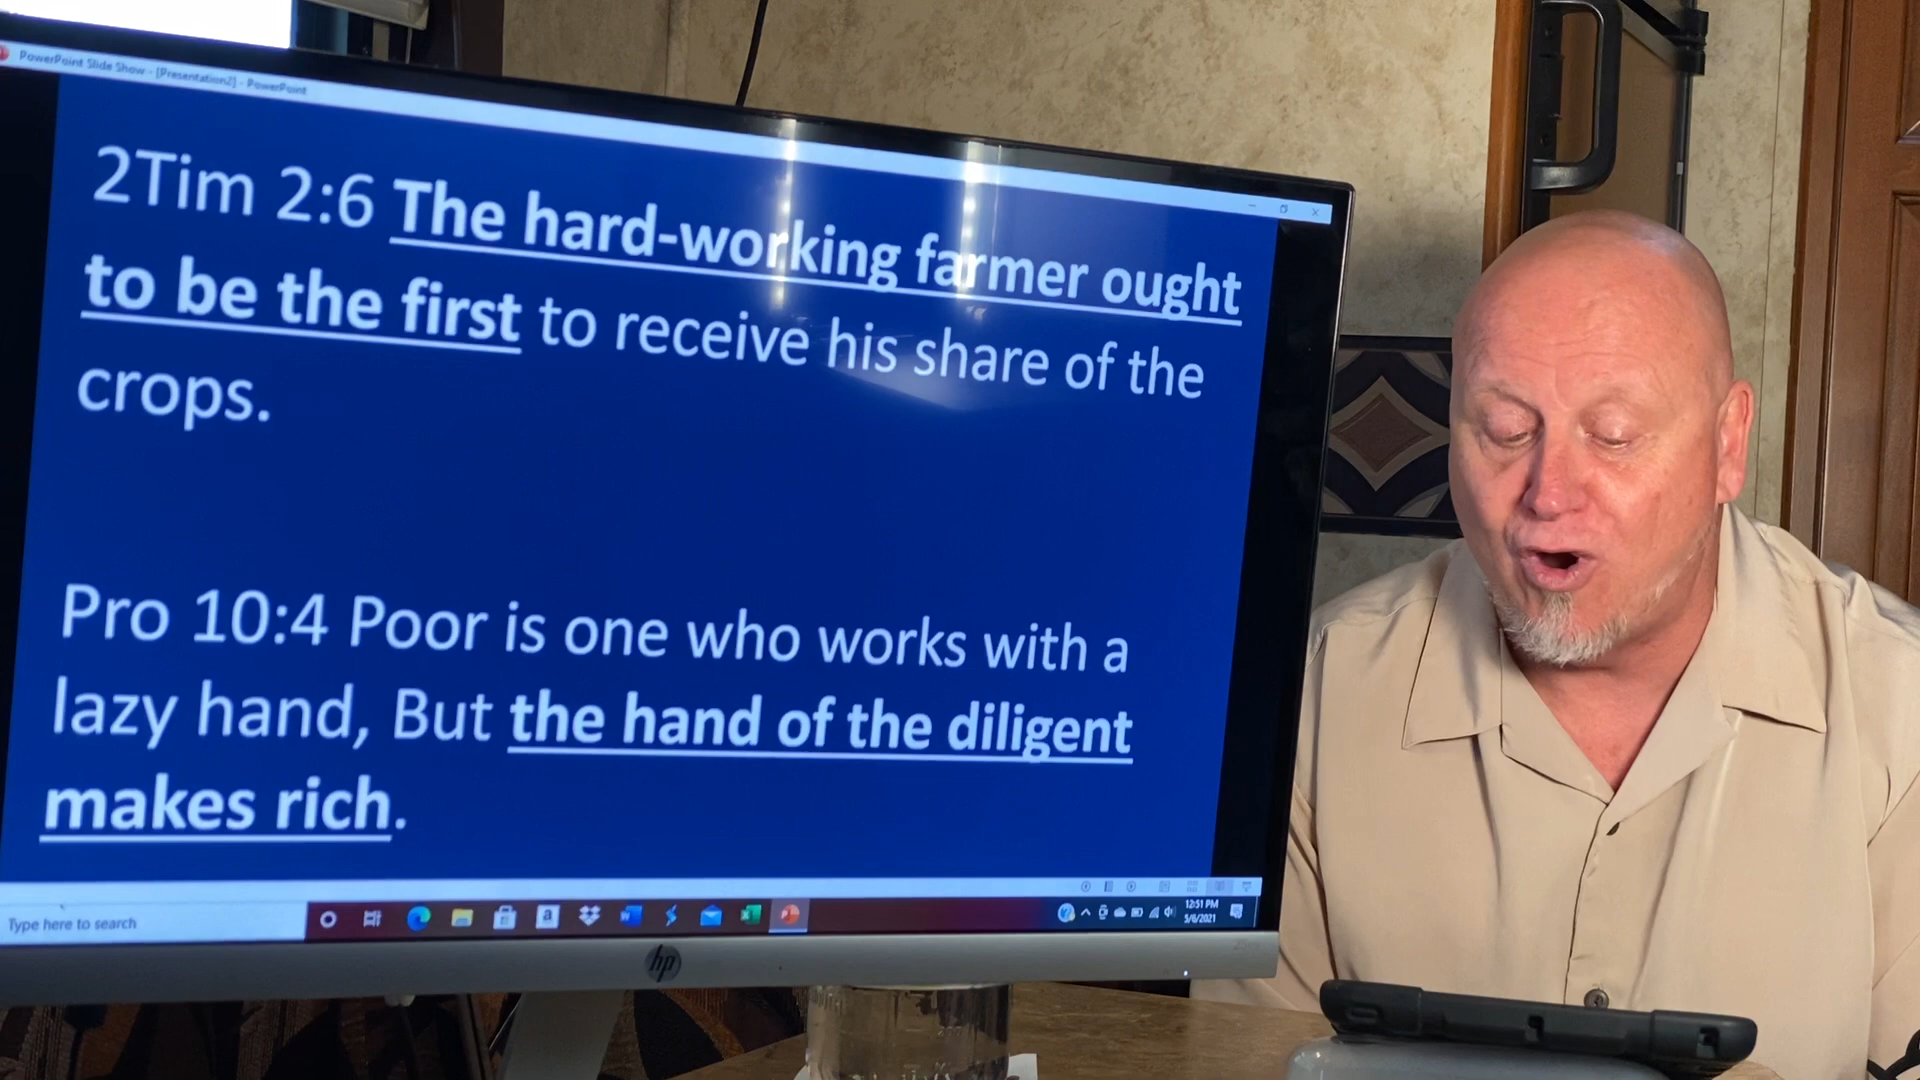 PowerPoint Slide Show - [Presentation2] - PowerPoint
2Tim 2:6 The hard-working farmer ought
to be the first to receive his share of the
crops.
Pro 10:4 Poor is one who works with a
lazy hand, But the hand of the diligent
makes rich.
Type here to search
12:51 PM
5/6/2021
hp